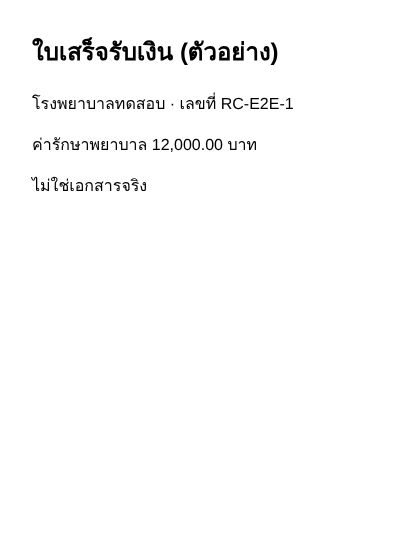 ใบเสร็จรับเงิน (ตัวอย่าง)
โรงพยาบาลทดสอบ · เลขที่ RC-E2E-1
ค่ารักษาพยาบาล 12,000.00 บาท
ไม่ใช่เอกสารจริง